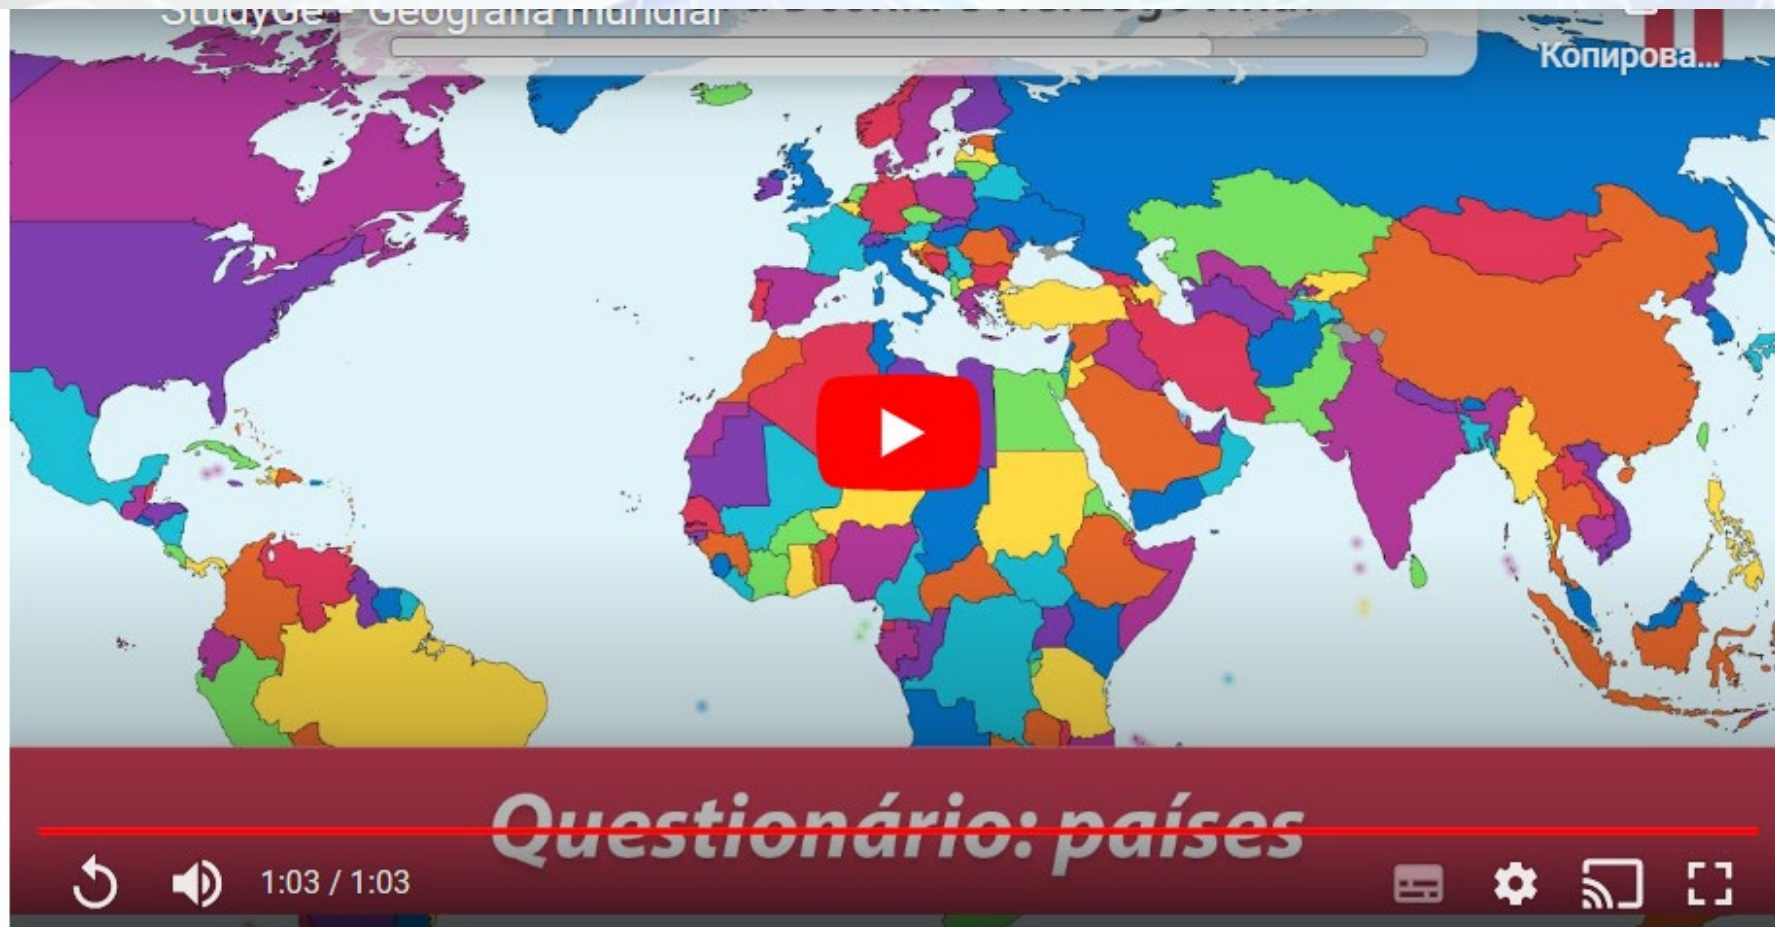 StudyGe - Geografia mundial
Копирова...
Questionário: países
1:03 / 1:03